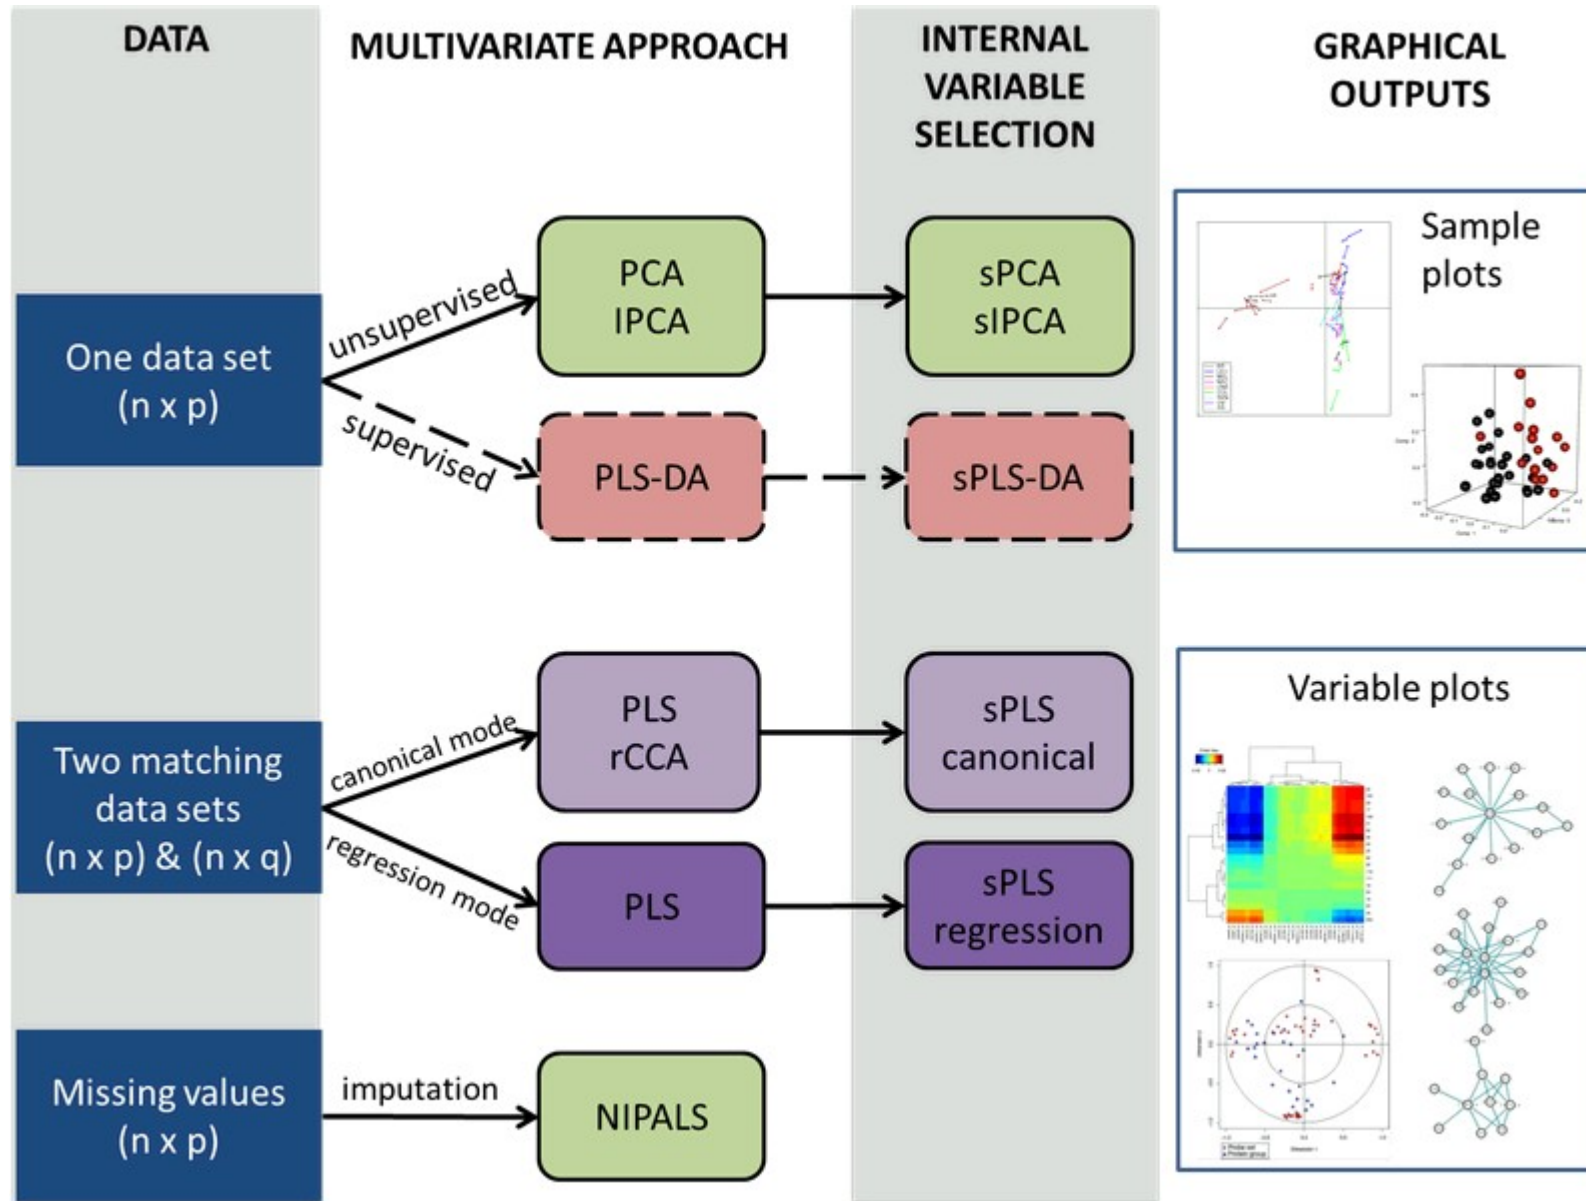 DATA
MULTIVARIATE APPROACH
INTERNAL
VARIABLE
SELECTION
GRAPHICAL
OUTPUTS
One data set
(n x p)
unsupervised
supervised
PCA
IPCA
sPCA
sIPCA
PLS-DA
sPLS-DA
Sample
plots
Two matching
data sets
(n x p) & (n x q)
canonical mode
regression mode
PLS
rCCA
sPLS
canonical
PLS
sPLS
regression
Variable plots
Missing values
(n x p)
imputation
NIPALS